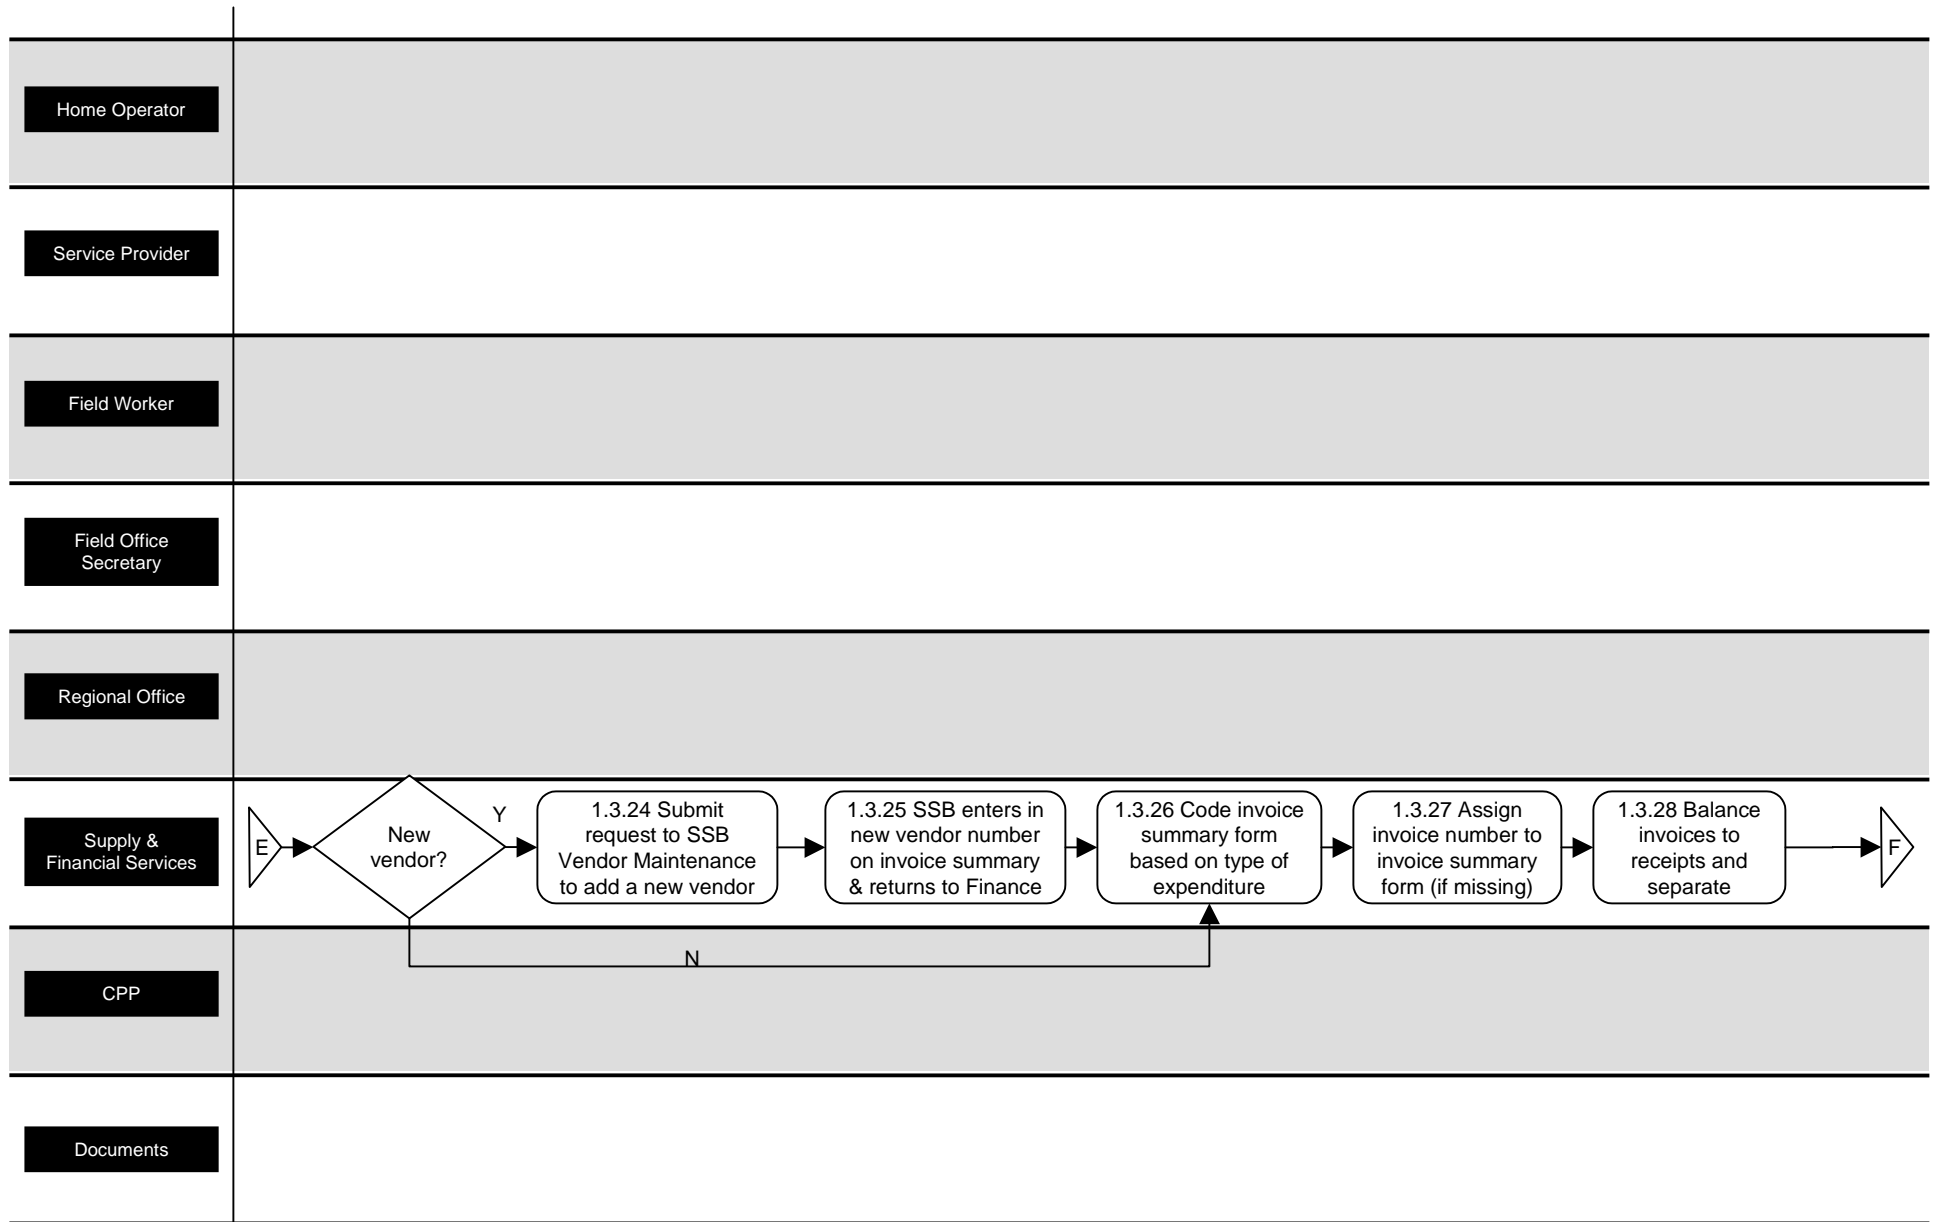 Home Operator
Service Provider
Field Worker
Field Office
Secretary
Regional Office
Supply &
Financial Services
E
New
vendor?
Y
1.3.24 Submit
request to SSB
Vendor Maintenance
to add a new vendor
1.3.25 SSB enters in
new vendor number
on invoice summary
& returns to Finance
1.3.26 Code invoice
summary form
based on type of
expenditure
1.3.27 Assign
invoice number to
invoice summary
form (if missing)
1.3.28 Balance
invoices to
receipts and
separate
F
N
CPP
Documents